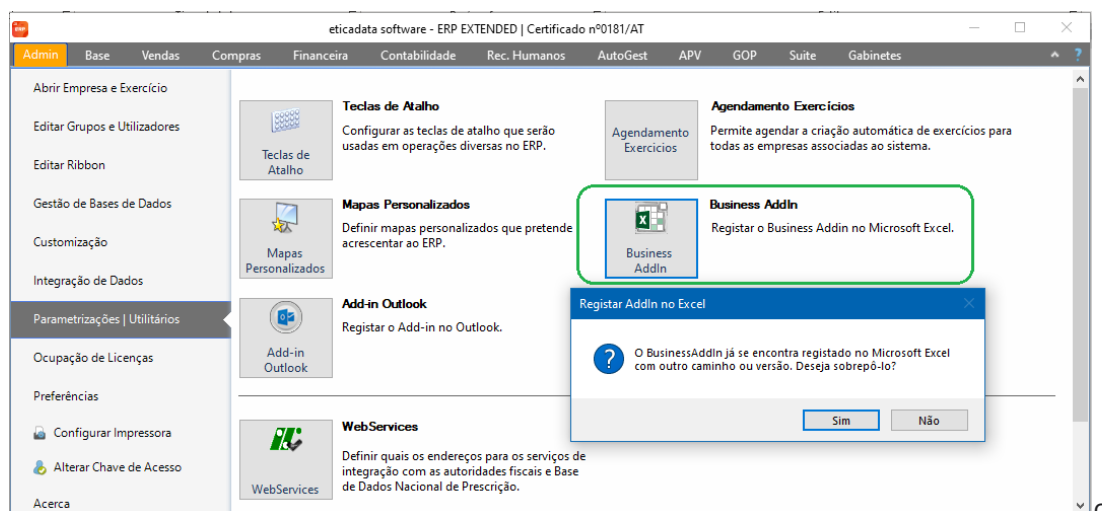 eticadata software - ERP EXTENDED | Certificado nº0181/AT
Admin Base Vendas Compras Financeira Contabilidade Rec. Humanos AutoGest APV GOP Suite Gabinetes
Abrir Empresa e Exercício
Editar Grupos e Utilizadores
Editar Ribbon
Gestão de Bases de Dados
Customização
Integração de Dados
Parametrizações | Utilitários
Ocupação de Licenças
Preferências
Configurar Impressora
Alterar Chave de Acesso
Acerca
Teclas de
Atalho
Teclas de Atalho
Configurar as teclas de atalho que serão
usadas em operações diversas no ERP.
Agendamento
Exercicios
Agendamento Exercícios
Permite agendar a criação automática de exercícios para
todas as empresas associadas ao sistema.
Mapas
Personalizados
Mapas Personalizados
Definir mapas personalizados que pretende
acrescentar ao ERP.
Business
AddIn
Business AddIn
Registar o Business Addin no Microsoft Excel.
Add-in
Outlook
Add-in Outlook
Registar o Add-in no Outlook.
Registar AddIn no Excel
O BusinessAddIn já se encontra registado no Microsoft Excel
com outro caminho ou versão. Deseja sobrepô-lo?
Sim Não
WebServices
WebServices
Definir quais os endereços para os serviços de
integração com as autoridades fiscais e Base
de Dados Nacional de Prescrição.